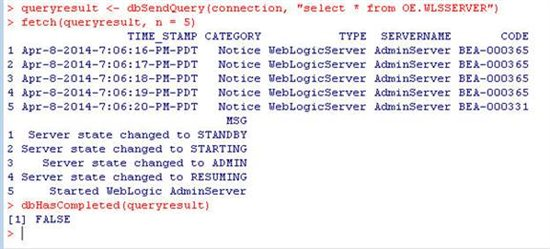 > queryresult <- dbSendQuery(connection, "select * from OE.WLSSERVER")
> fetch(queryresult, n = 5)
TIME_STAMP CATEGORY TYPE SERVERNAME CODE
1 Apr-8-2014-7:06:16-PM-PDT Notice WebLogicServer AdminServer BEA-000365
2 Apr-8-2014-7:06:17-PM-PDT Notice WebLogicServer AdminServer BEA-000365
3 Apr-8-2014-7:06:18-PM-PDT Notice WebLogicServer AdminServer BEA-000365
4 Apr-8-2014-7:06:19-PM-PDT Notice WebLogicServer AdminServer BEA-000365
5 Apr-8-2014-7:06:20-PM-PDT Notice WebLogicServer AdminServer BEA-000331
MSG
1 Server state changed to STANDBY
2 Server state changed to STARTING
3 Server state changed to ADMIN
4 Server state changed to RESUMING
5 Started WebLogic AdminServer
> dbHasCompleted(queryresult)
[1] FALSE
>